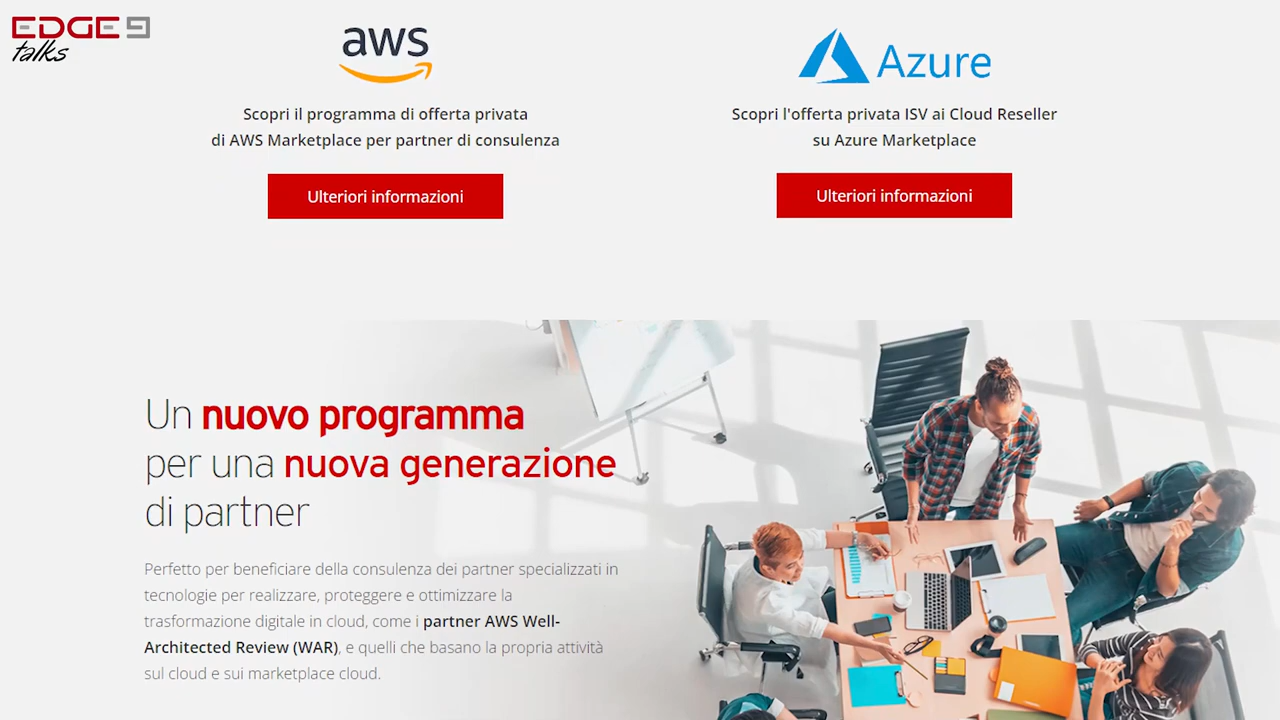 EDGE 9
talks
aws
Scopri il programma di offerta privata
di AWS Marketplace per partner di consulenza
Ulteriori informazioni
Azure
Scopri l'offerta privata ISV ai Cloud Reseller
su Azure Marketplace
Ulteriori informazioni
Un nuovo programma
per una nuova generazione
di partner
Perfetto per beneficiare della consulenza dei partner specializzati in
tecnologie per realizzare, proteggere e ottimizzare la
trasformazione digitale in cloud, come i partner AWS Well-
Architected Review (WAR), e quelli che basano la propria attività
sul cloud e sui marketplace cloud.